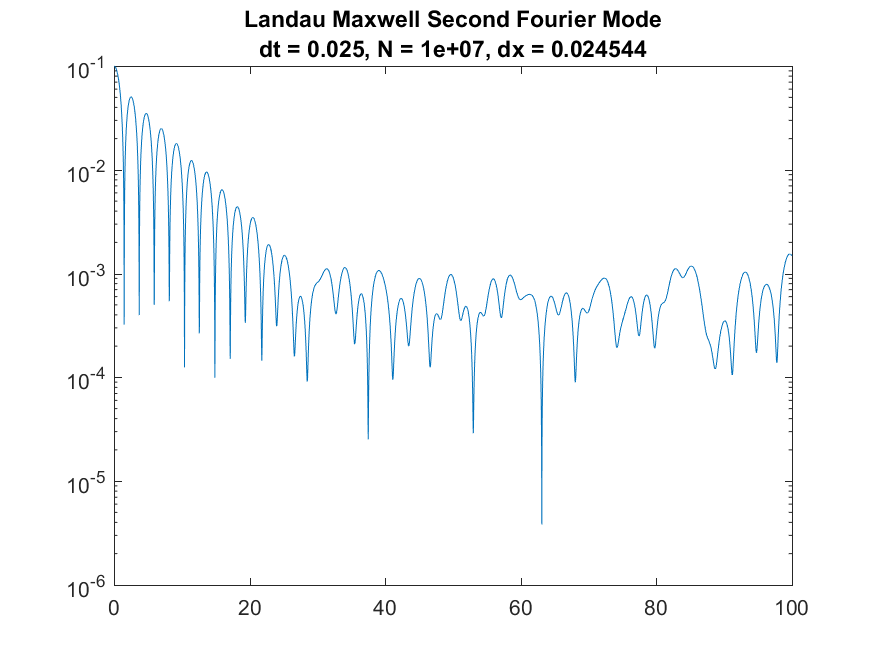 Landau Maxwell Second Fourier Mode
dt = 0.025, N = 1e+07, dx = 0.024544
10^-1
10^-2
10^-3
10^-4
10^-5
10^-6
0 20 40 60 80 100